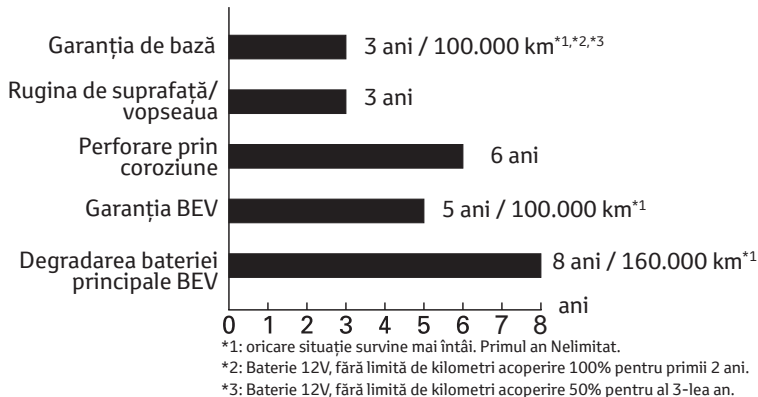 Garanția de bază
3 ani / 100.000 km*1,*2,*3
Rugina de suprafață/
vopseaua
3 ani
Perforare prin
coroziune
6 ani
Garanția BEV
5 ani / 100.000 km*1
Degradarea bateriei
principale BEV
8 ani / 160.000 km*1
ani
0 1 2 3 4 5 6 7 8
*1: oricare situație survine mai întâi. Primul an Nelimitat.
*2: Baterie 12V, fără limită de kilometri acoperire 100% pentru primii 2 ani.
*3: Baterie 12V, fără limită de kilometri acoperire 50% pentru al 3-lea an.